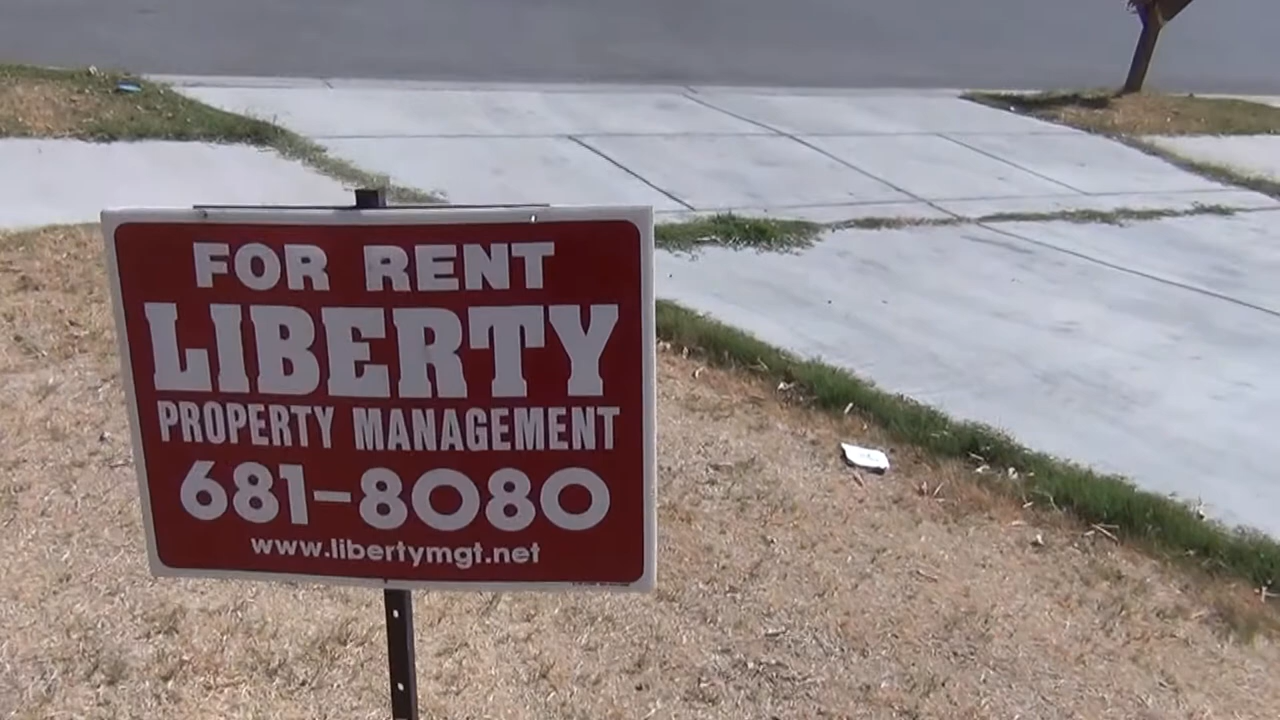 FOR RENT
LIBERTY
PROPERTY MANAGEMENT
681-8080
www.libertymgt.net